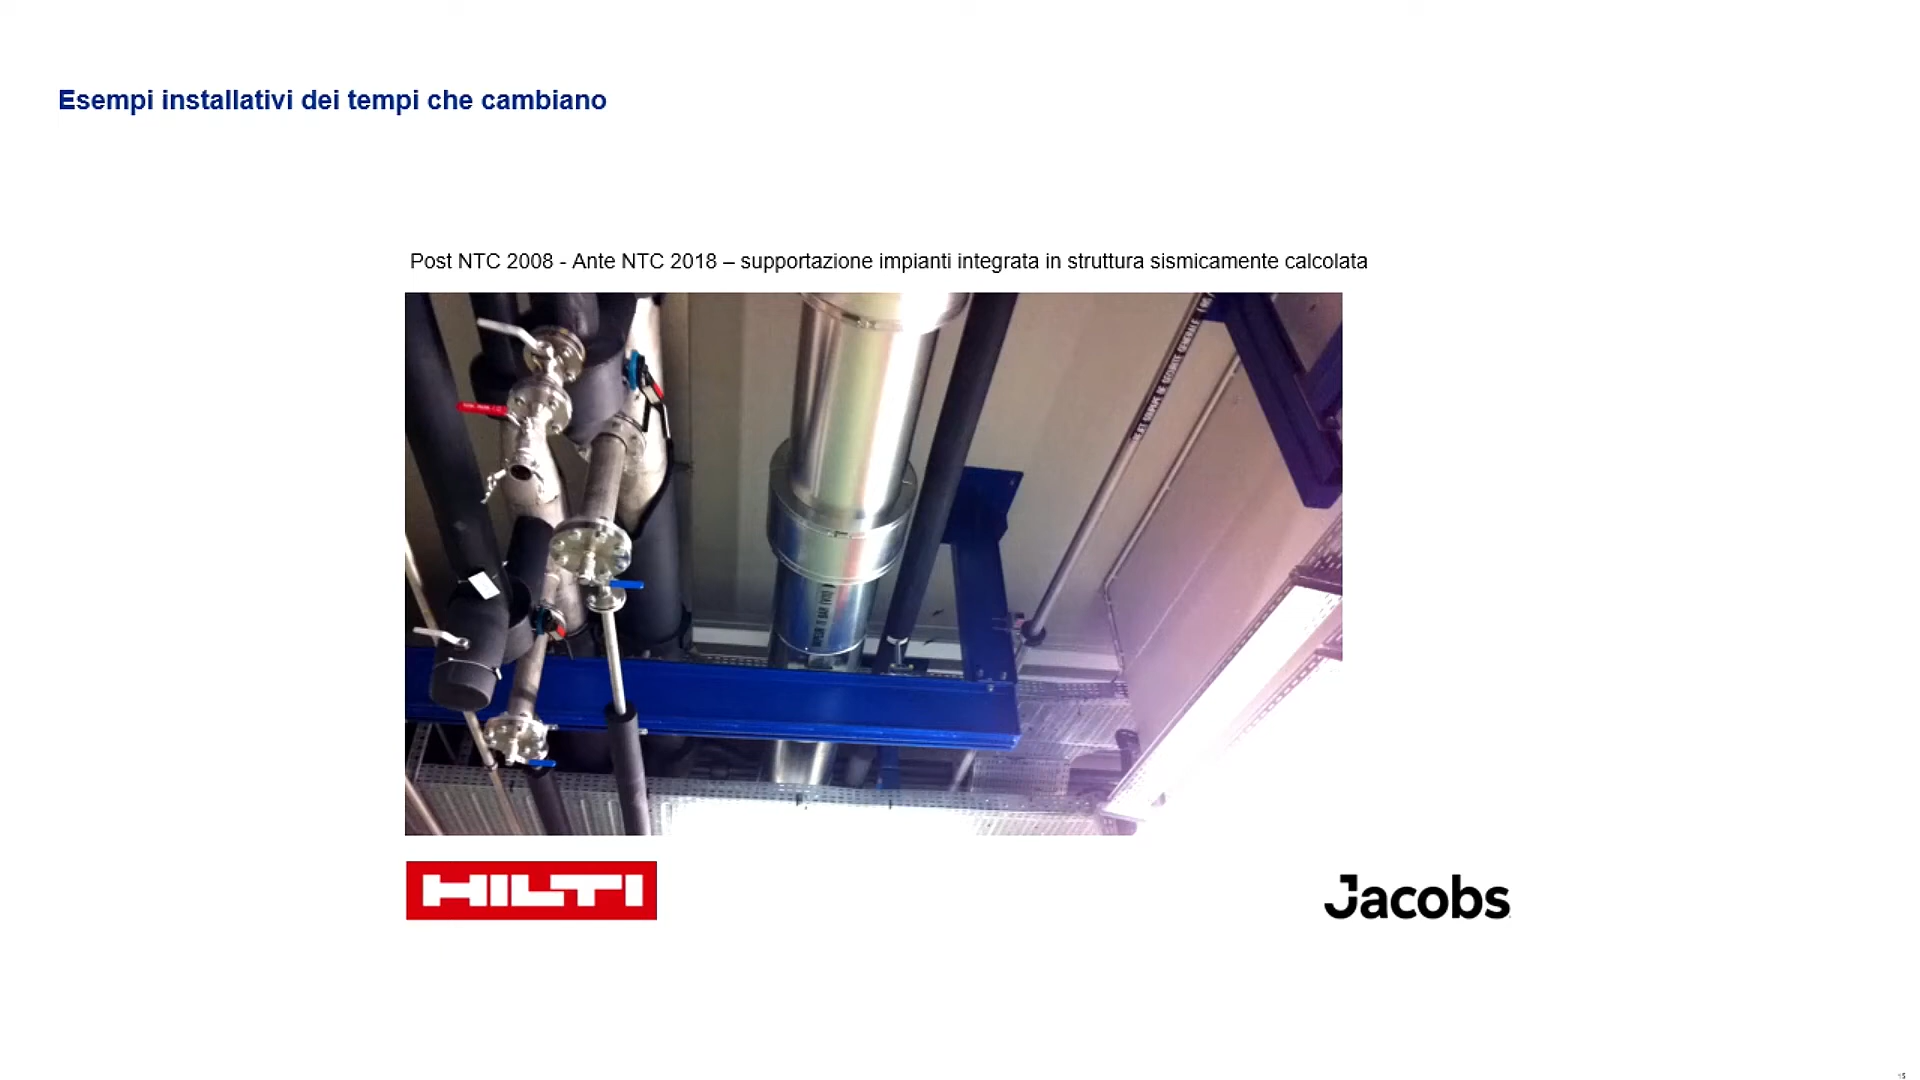 Esempi installativi dei tempi che cambiano
Post NTC 2008 - Ante NTC 2018 – supportazione impianti integrata in struttura sismicamente calcolata
HILTI
Jacobs
15